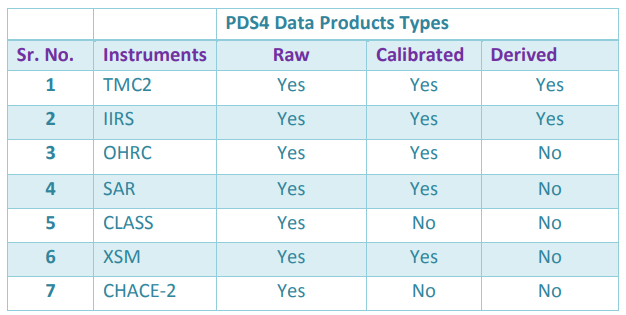 PDS4 Data Products Types
Sr. No. Instruments Raw Calibrated Derived
1 TMC2 Yes Yes Yes
2 IIRS Yes Yes Yes
3 OHRC Yes Yes No
4 SAR Yes Yes No
5 CLASS Yes No No
6 XSM Yes Yes No
7 CHACE-2 Yes No No